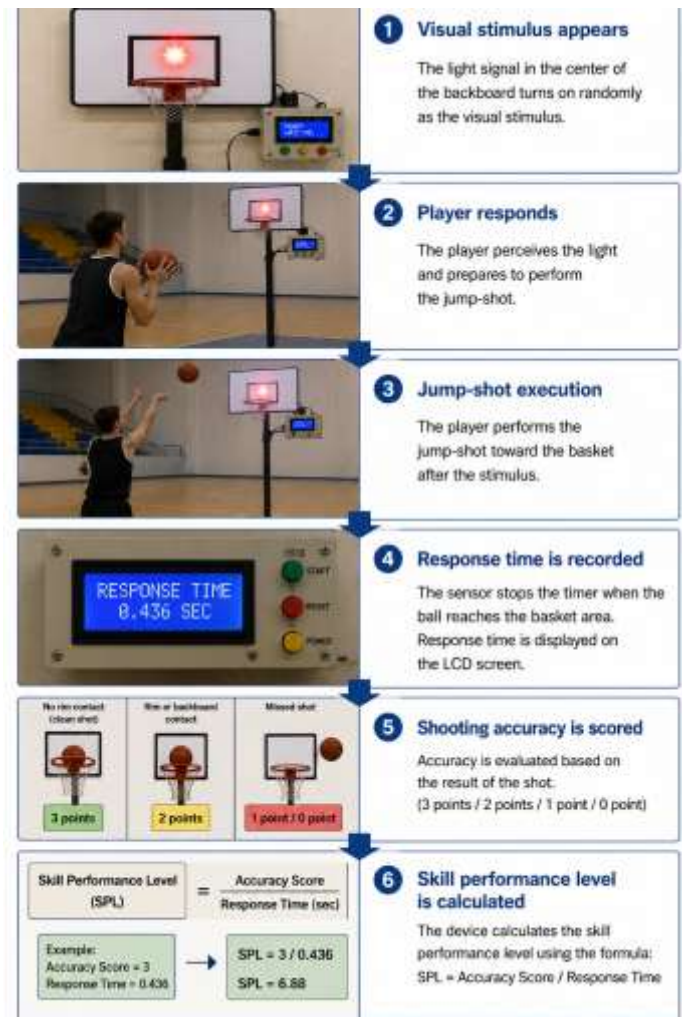 1 Visual stimulus appears
The light signal in the center of
the backboard turns on randomly
as the visual stimulus.
2 Player responds
The player perceives the light
and prepares to perform
the jump-shot.
3 Jump-shot execution
The player performs the
jump-shot toward the basket
after the stimulus.
RESPONSE TIME
0.436 SEC
START
RESET
POWER
4 Response time is recorded
The sensor stops the timer when the
ball reaches the basket area.
Response time is displayed on
the LCD screen.
No rim contact
(clean shot)
3 points
Rim or backboard
contact
2 points
Missed shot
1 point / 0 point
5 Shooting accuracy is scored
Accuracy is evaluated based on
the result of the shot.
(3 points / 2 points / 1 point / 0 point)
Skill Performance Level
(SPL)
=
Accuracy Score
Response Time (sec)
Example:
Accuracy Score = 3
Response Time = 0.436
SPL = 3 / 0.436
SPL = 6.88
6 Skill performance level
is calculated
The device calculates the skill
performance level using the formula:
SPL = Accuracy Score / Response Time